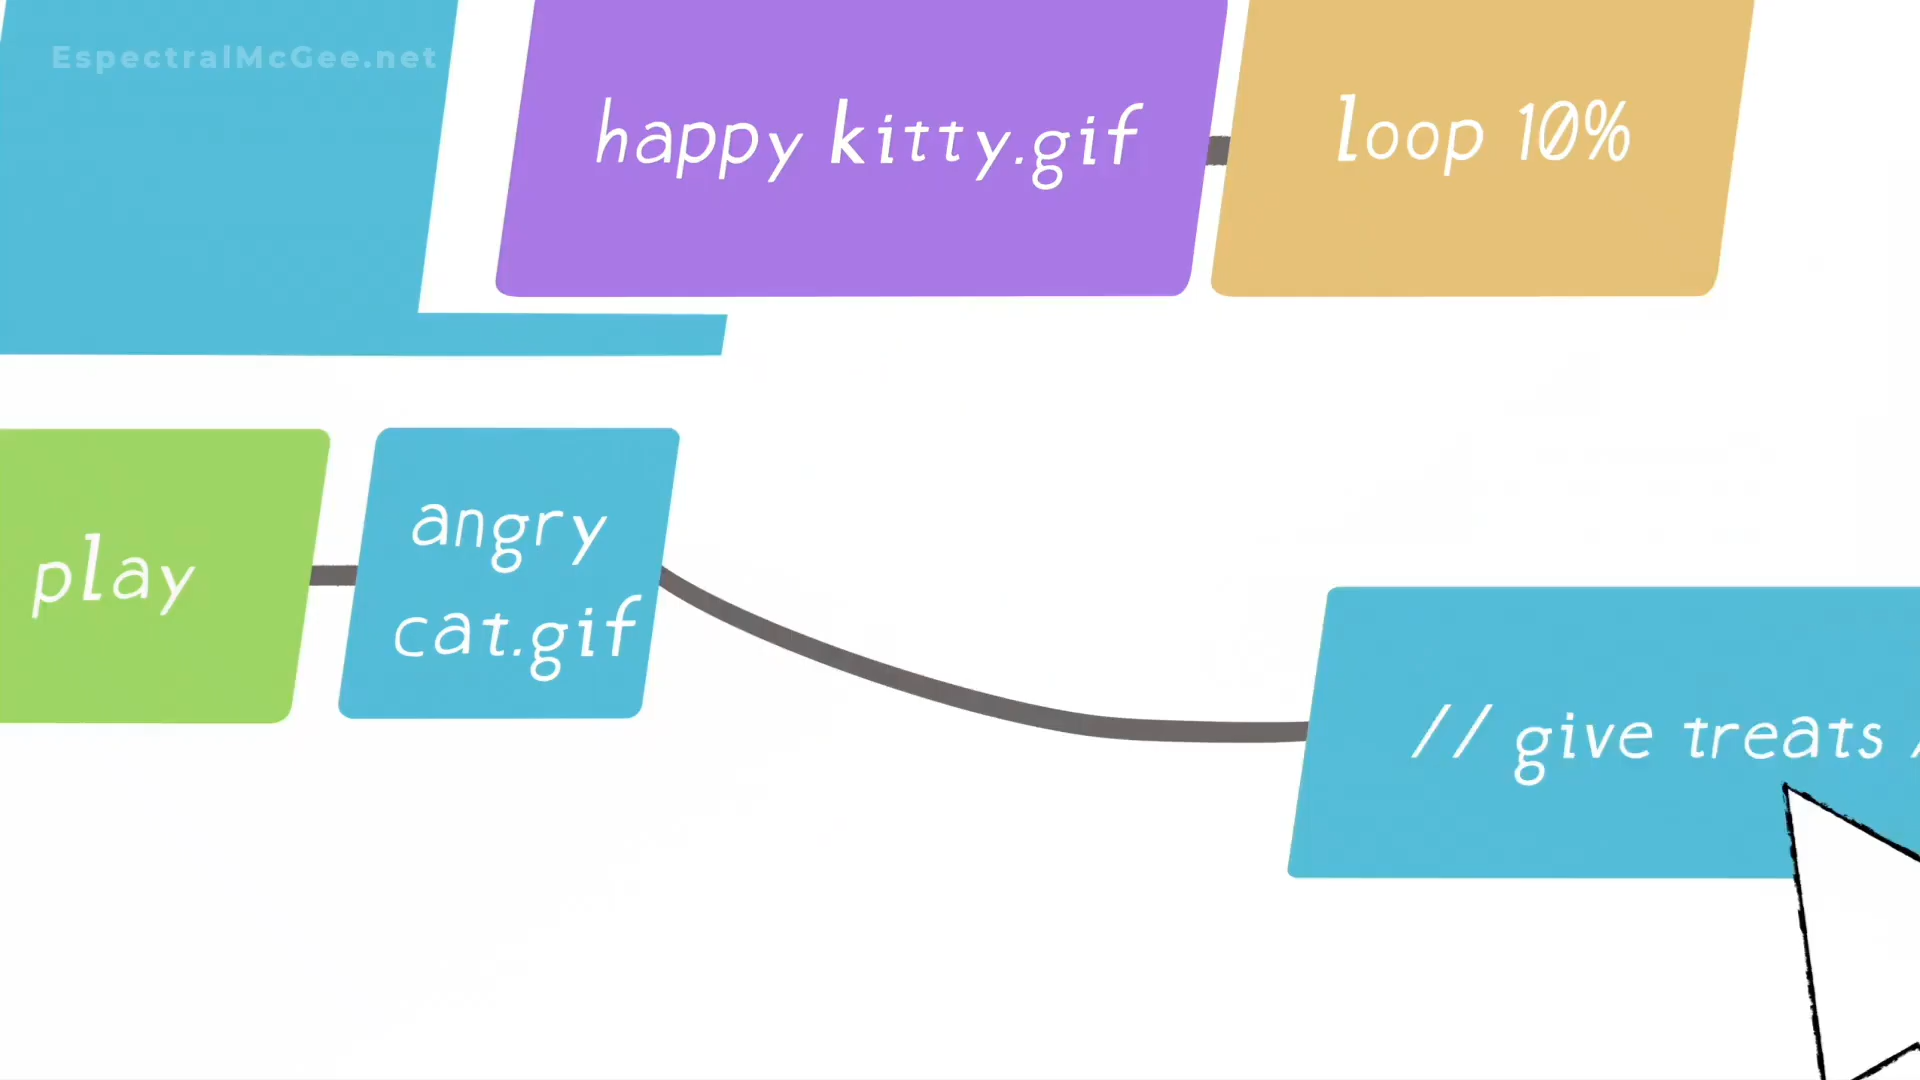 EspectralMcGee.net
happy kitty.gif
loop 10%
play
angry
cat.gif
// give treats /